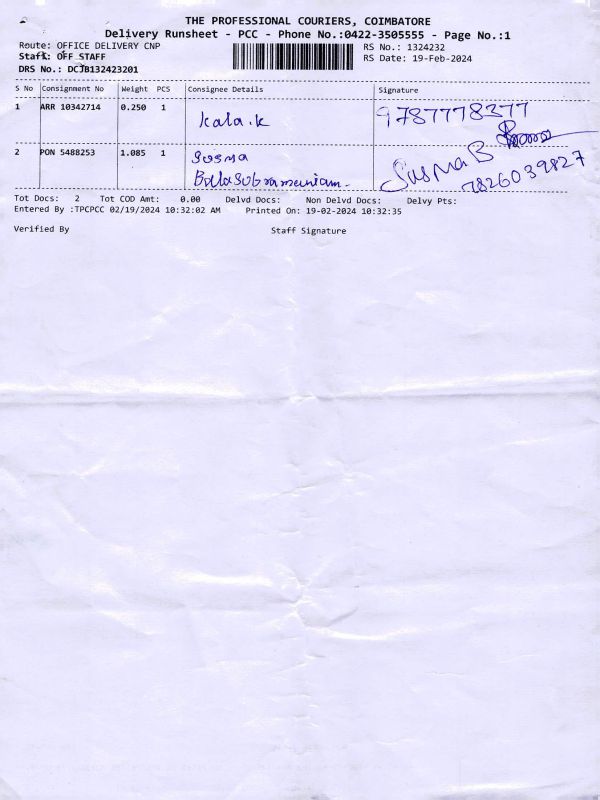 THE PROFESSIONAL COURIERS, COIMBATORE
Delivery Runsheet - PCC - Phone No.:0422-3505555 - Page No.:1
Route: OFFICE DELIVERY CNP RS No.: 1324232
Staff: OFF STAFF RS Date: 19-Feb-2024
DRS No.: DCJB132423201
S No Consignment No Weight PCS Consignee Details Signature
1 ARR 10342714 0.250 1 kala.k 9787778377
2 PON 5488253 1.085 1 Susma SusMa B
BallaSubrameniam. 7826039827
Tot Docs: 2 Tot COD Amt: 0.00 Delvd Docs: Non Delvd Docs: Delvy Pts:
Entered By :TPCPCC 02/19/2024 10:32:02 AM Printed On: 19-02-2024 10:32:35
Verified By Staff Signature